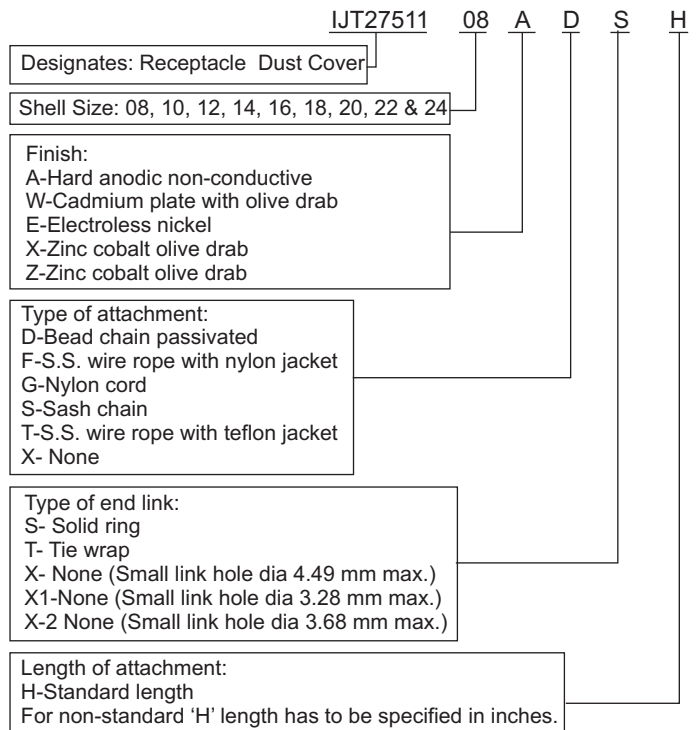 IJT27511 08 A D S H
Designates: Receptacle Dust Cover
Shell Size: 08, 10, 12, 14, 16, 18, 20, 22 & 24
Finish:
A-Hard anodic non-conductive
W-Cadmium plate with olive drab
E-Electroless nickel
X-Zinc cobalt olive drab
Z-Zinc cobalt olive drab
Type of attachment:
D-Bead chain passivated
F-S.S. wire rope with nylon jacket
G-Nylon cord
S-Sash chain
T-S.S. wire rope with teflon jacket
X- None
Type of end link:
S- Solid ring
T- Tie wrap
X- None (Small link hole dia 4.49 mm max.)
X1-None (Small link hole dia 3.28 mm max.)
X-2 None (Small link hole dia 3.68 mm max.)
Length of attachment:
H-Standard length
For non-standard ‘H’ length has to be specified in inches.